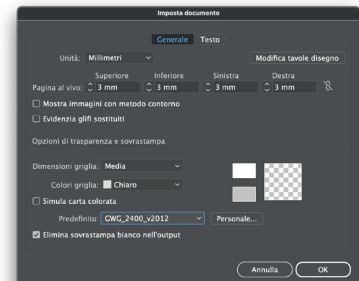 Imposta documento
Generale Testo
Unità: Millimetri Modifica tavole disegno
Superiore Inferiore Sinistra Destra
Pagina al vivo: 3 mm 3 mm 3 mm 3 mm
Mostra immagini con metodo contorno
Evidenzia glifi sostituiti
Opzioni di trasparenza e sovrastampa
Dimensioni griglia: Media
Colori griglia: Chiaro
Simula carta colorata
Predefinito: GWG_2400_v2012 Personale...
Elimina sovrastampa bianco nell'output
Annulla OK